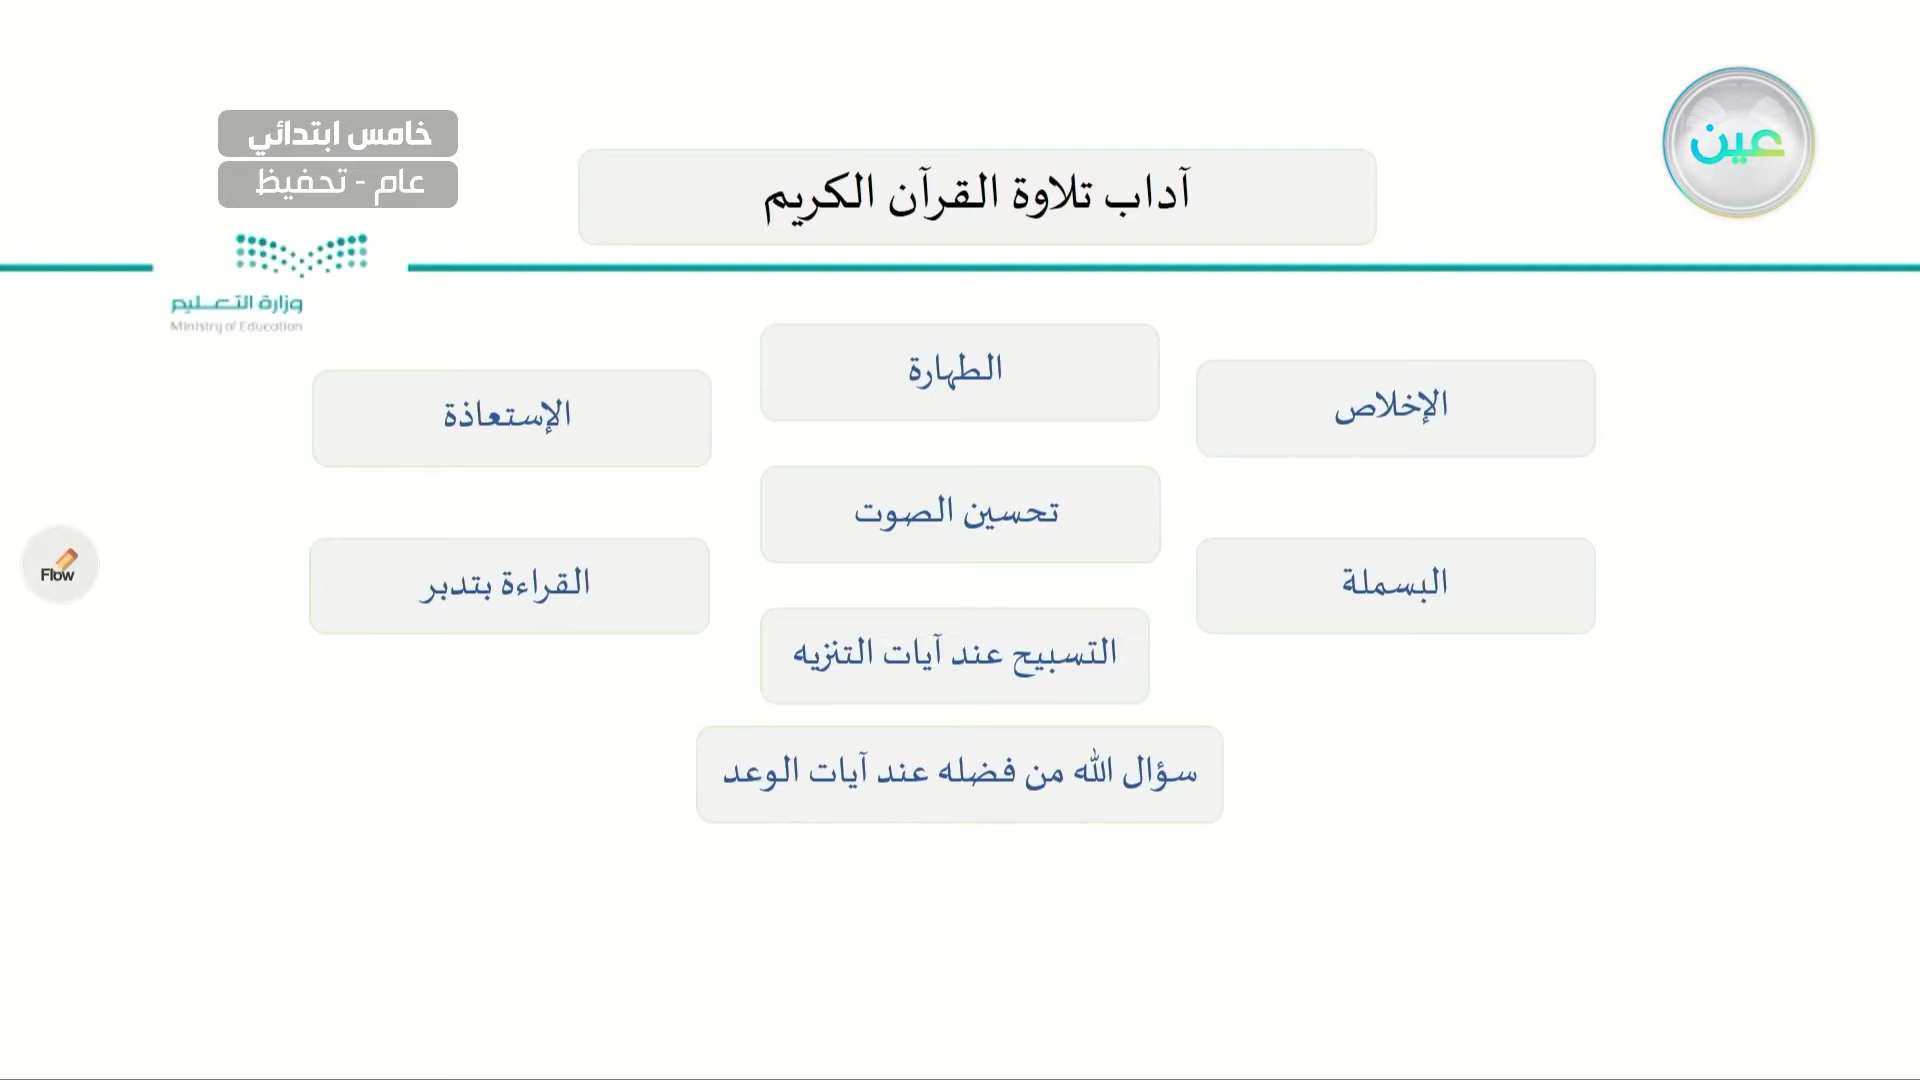 عين
خامس ابتدائي
عام - تحفيظ
آداب تلاوة القرآن الكريم
وزارة التعليم
Ministry of Education
الإخلاص
الطهارة
الإستعاذة
البسملة
تحسين الصوت
القراءة بتدبر
التسبيح عند آيات التنزيه
سؤال الله من فضله عند آيات الوعد
Flow